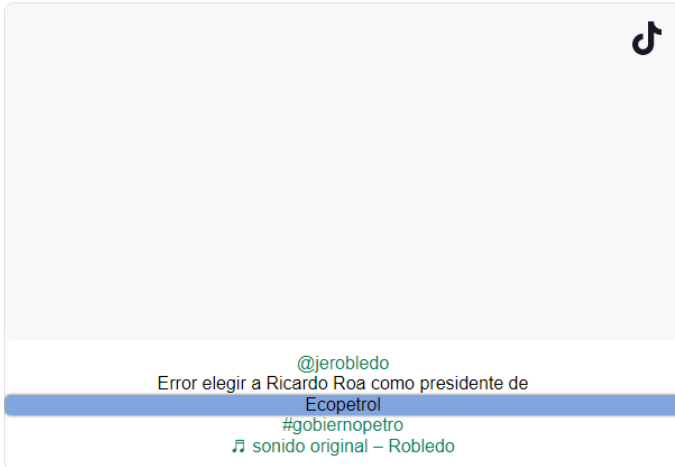 @jerobledo
Error elegir a Ricardo Roa como presidente de
Ecopetrol
#gobiernopetro
♬ sonido original – Robledo